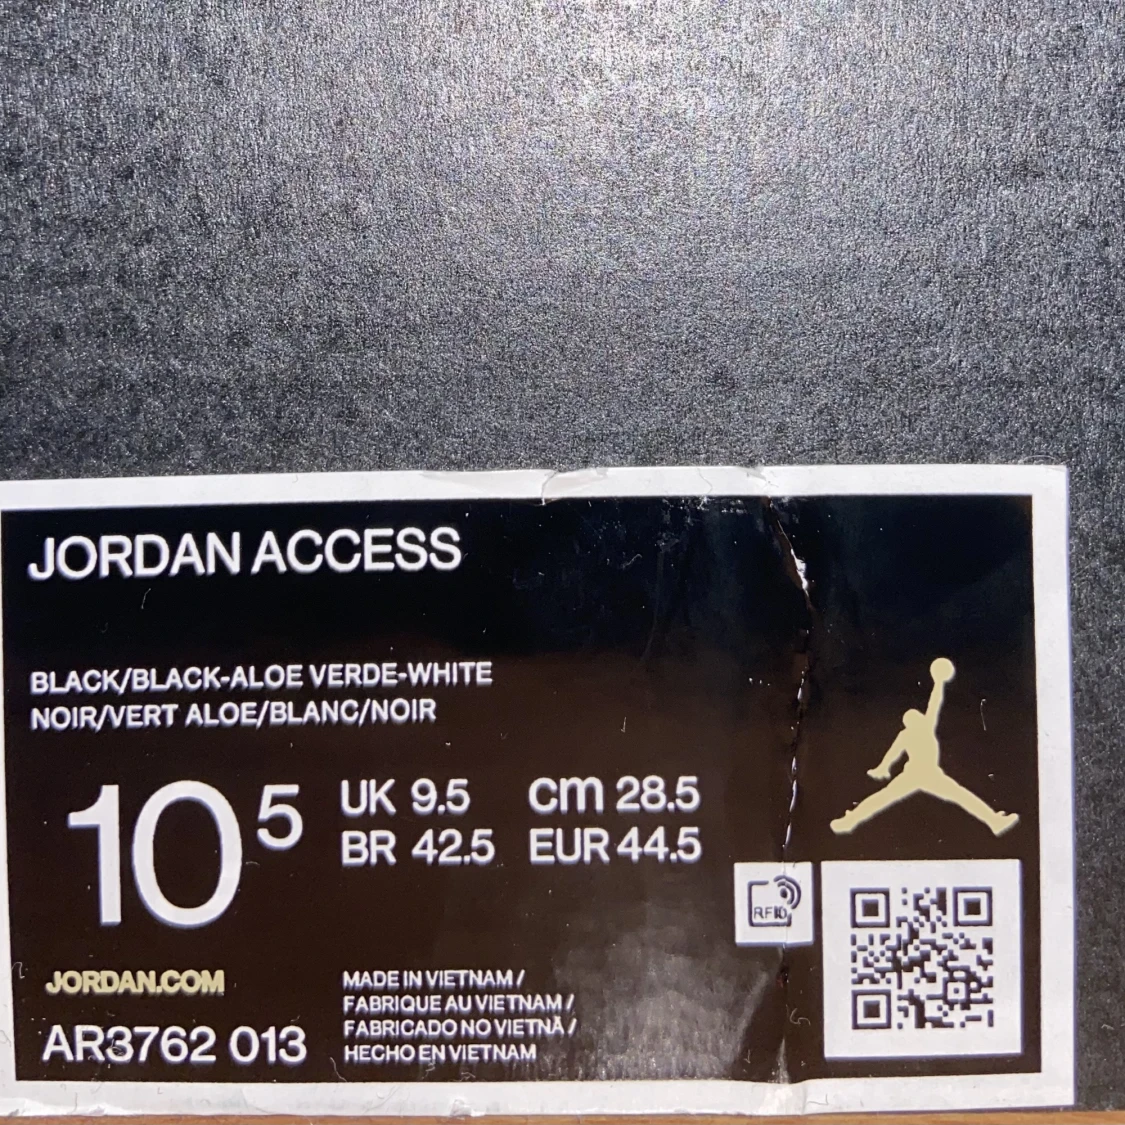 JORDAN ACCESS
BLACK/BLACK-ALOE VERDE-WHITE
NOIR/VERT ALOE/BLANC/NOIR
10 5
UK 9.5 cm 28.5
BR 42.5 EUR 44.5
RFID
JORDAN.COM
AR3762 013
MADE IN VIETNAM /
FABRIQUE AU VIETNAM /
FABRICADO NO VIETNÃ /
HECHO EN VIETNAM